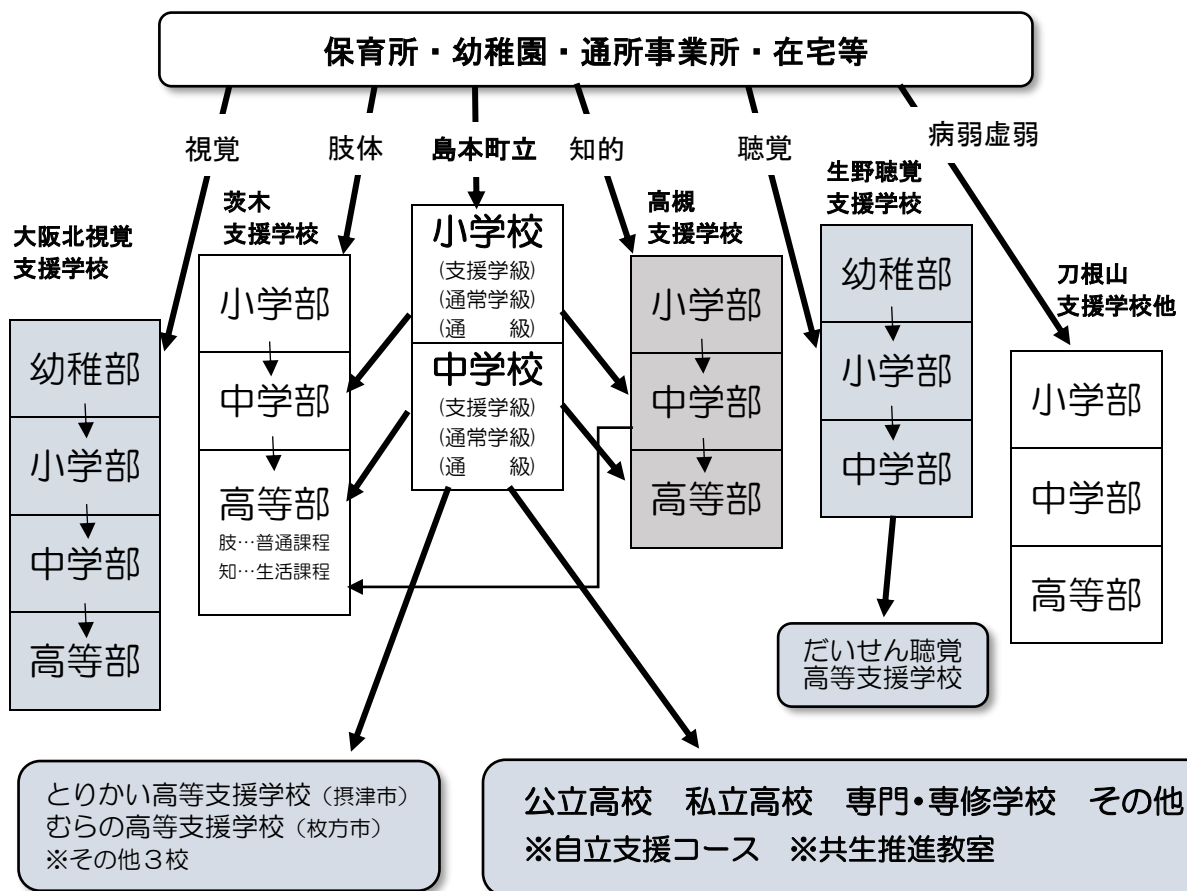 保育所・幼稚園・通所事業所・在宅等
視覚
肢体
島本町立
知的
聴覚
病弱虚弱
大阪北視覚
支援学校
幼稚部
小学部
中学部
高等部
茨木
支援学校
小学部
中学部
高等部
肢…普通課程
知…生活課程
小学校
(支援学級)
(通常学級)
(通　　級)
中学校
(支援学級)
(通常学級)
(通　　級)
高槻
支援学校
小学部
中学部
高等部
生野聴覚
支援学校
幼稚部
小学部
中学部
だいせん聴覚
高等支援学校
刀根山
支援学校他
小学部
中学部
高等部
とりかい高等支援学校（摂津市）
むらの高等支援学校（枚方市）
※その他３校
公立高校　私立高校　専門・専修学校　その他
※自立支援コース　※共生推進教室